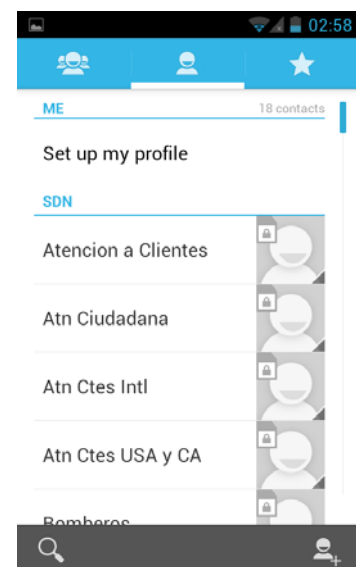 02:58
ME
18 contacts
Set up my profile
SDN
Atencion a Clientes
Atn Ciudadana
Atn Ctes Intl
Atn Ctes USA y CA
Bomberos